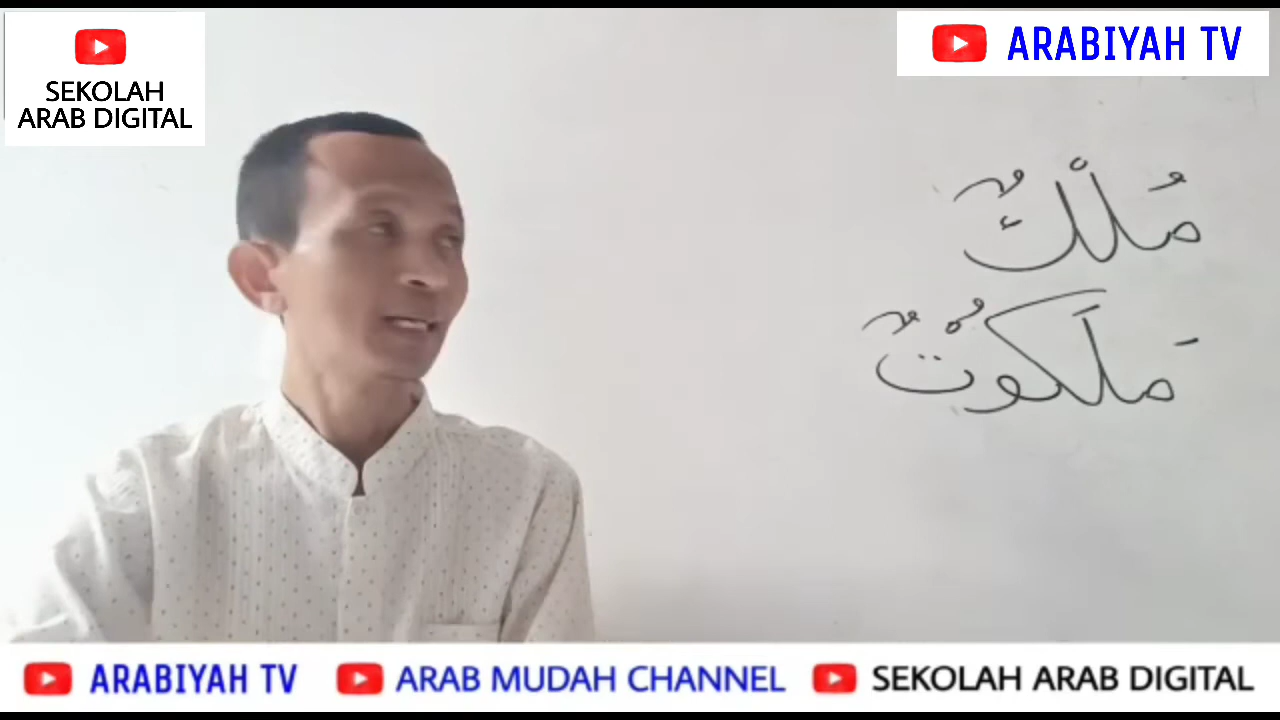 SEKOLAH
ARAB DIGITAL
ARABIYAH TV
مُلْكٌ
مَلَكُوْتٌ
ARABIYAH TV
ARAB MUDAH CHANNEL
SEKOLAH ARAB DIGITAL